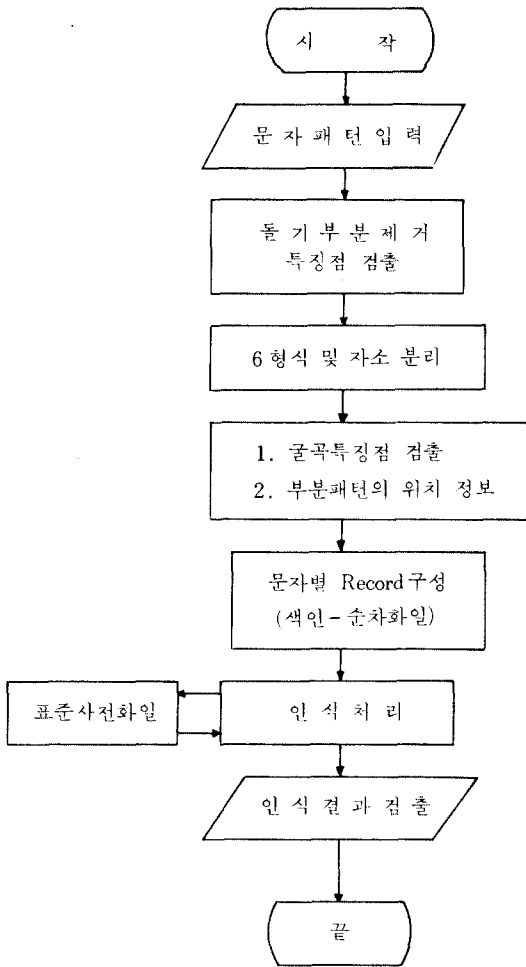 시 작
문 자 패 턴 입 력
돌 기 부 분 제 거
특징점 검출
6 형식 및 자소 분리
1. 굴곡특징점 검출
2. 부분패턴의 위치 정보
문자별 Record구성
(색인-순차화일)
표준사전화일
인 식 처 리
인 식 결 과 검 출
끝